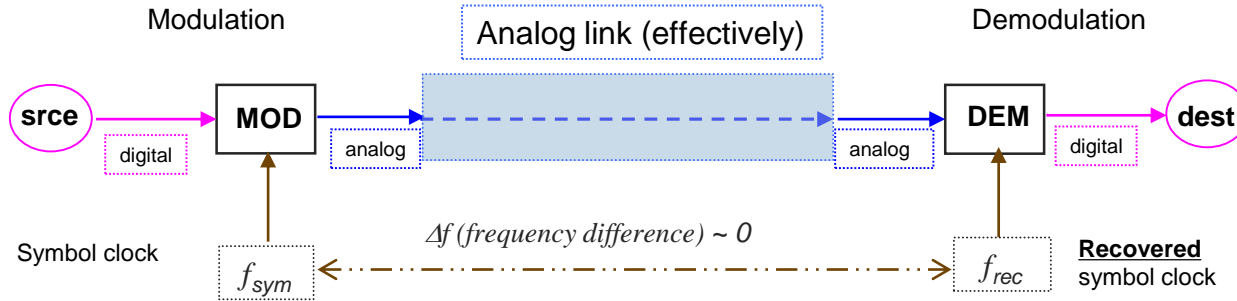 Modulation
Analog link (effectively)
Demodulation
srce
MOD
DEM
dest
digital
analog
analog
digital
Δf (frequency difference) ~ 0
Symbol clock
f_sym
f_rec
Recovered
symbol clock